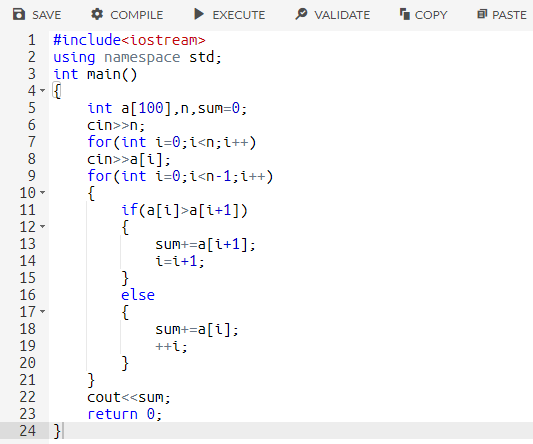 SAVE COMPILE EXECUTE VALIDATE COPY PASTE
1 #include<iostream>
2 using namespace std;
3 int main()
4 {
5 int a[100],n,sum=0;
6 cin>>n;
7 for(int i=0;i<n;i++)
8 cin>>a[i];
9 for(int i=0;i<n-1;i++)
10 {
11 if(a[i]>a[i+1])
12 {
13 sum+=a[i+1];
14 i=i+1;
15 }
16 else
17 {
18 sum+=a[i];
19 ++i;
20 }
21 }
22 cout<<sum;
23 return 0;
24 }